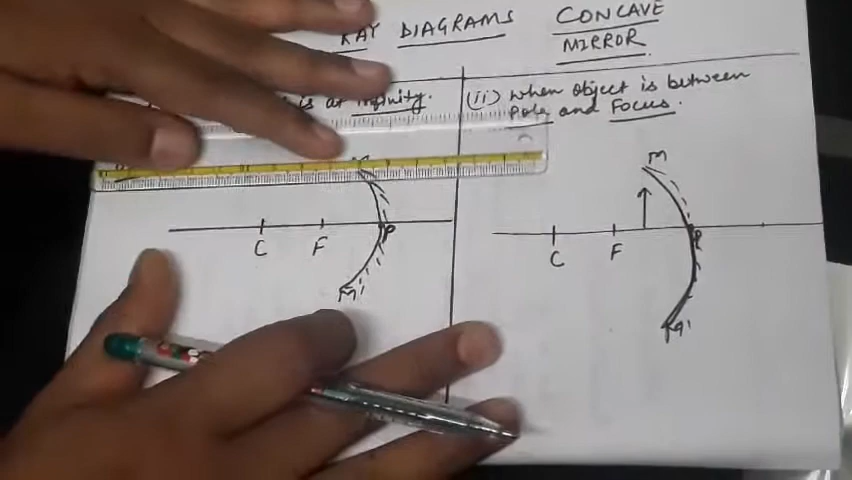 RAY DIAGRAMS
CONCAVE
MIRROR
is at infinity.
(ii) When object is between
Pole and Focus.
M
C
F
P
M'
M
C
F
P
M'